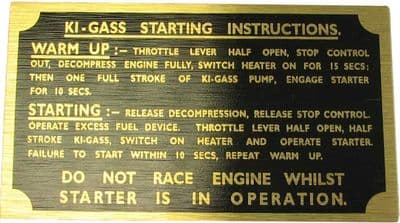 KI-GASS STARTING INSTRUCTIONS.
WARM UP:- THROTTLE LEVER HALF OPEN, STOP CONTROL
OUT, DECOMPRESS ENGINE FULLY, SWITCH HEATER ON FOR 15 SECS:
THEN ONE FULL STROKE OF KI-GASS PUMP, ENGAGE STARTER
FOR 10 SECS.
STARTING:- RELEASE DECOMPRESSION, RELEASE STOP CONTROL.
OPERATE EXCESS FUEL DEVICE. THROTTLE LEVER HALF OPEN, HALF
STROKE KI-GASS, SWITCH ON HEATER AND OPERATE STARTER.
FAILURE TO START WITHIN 10 SECS, REPEAT WARM UP.
DO NOT RACE ENGINE WHILST
STARTER IS IN OPERATION.